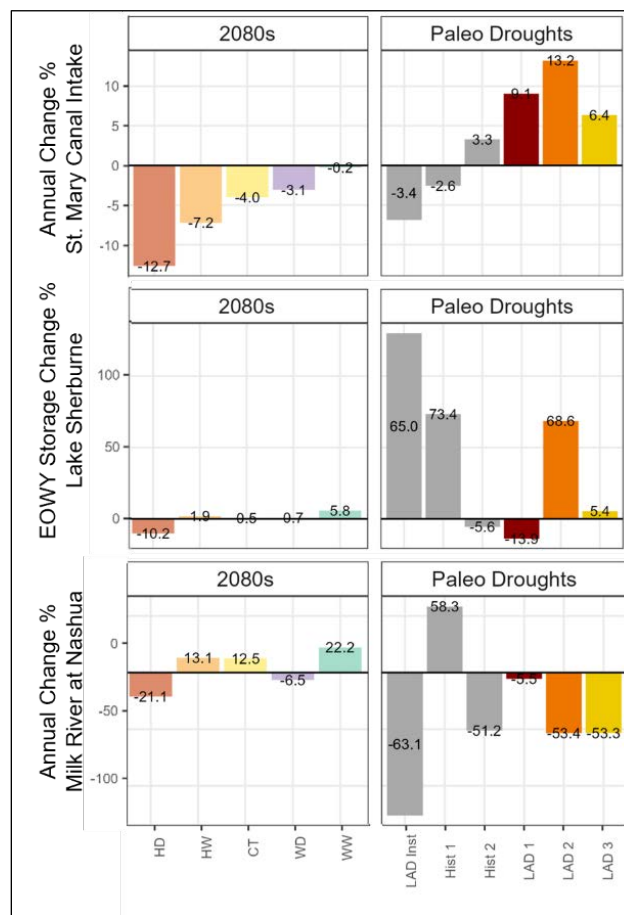 2080s
Paleo Droughts
Annual Change %
St. Mary Canal Intake
10
5
0
-5
-10
-12.7
-7.2
-4.0
-3.1
-0.2
-3.4
-2.6
3.3
9.1
13.2
6.4
2080s
Paleo Droughts
EOWY Storage Change %
Lake Sherburne
100
50
0
-10.2
1.9
0.5
0.7
5.8
65.0
73.4
-5.6
-13.9
68.6
5.4
2080s
Paleo Droughts
Annual Change %
Milk River at Nashua
0
-50
-100
-21.1
13.1
12.5
-6.5
22.2
-63.1
58.3
-51.2
-5.5
-53.4
-53.3
HD
HW
CT
WD
WW
LAD Inst
Hist 1
Hist 2
LAD 1
LAD 2
LAD 3